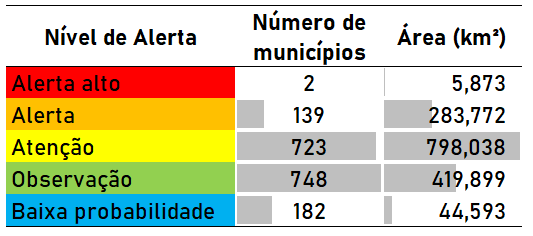 Nível de Alerta Número de municípios Área (km²)
Alerta alto 2 5,873
Alerta 139 283,772
Atenção 723 798,038
Observação 748 419,899
Baixa probabilidade 182 44,593